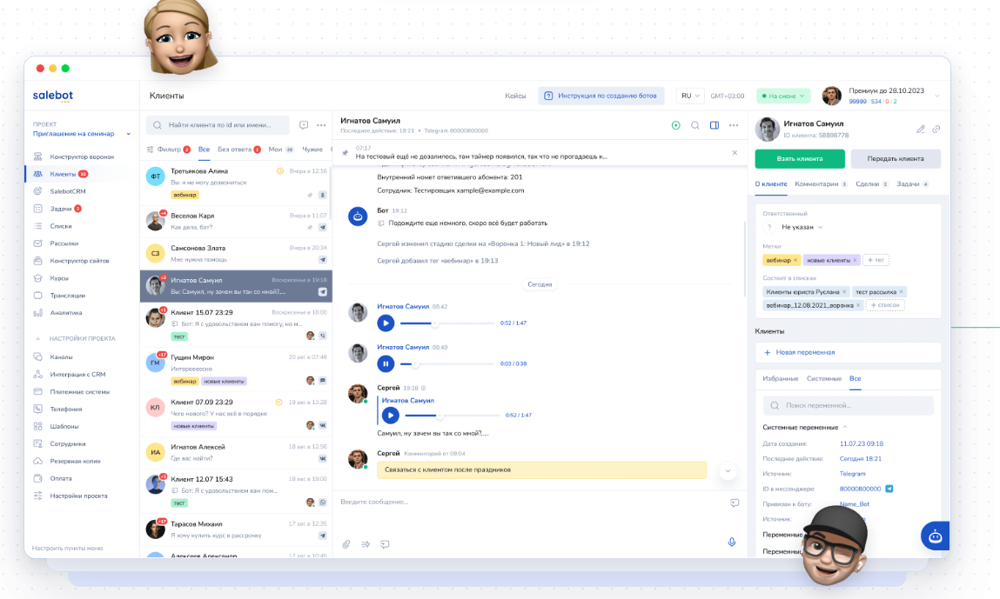 salebot
Клиенты
Кейсы
Инструкция по созданию ботов
RU
GMT+03:00
На смене
Премиум до 28.10.2023
99999 | 534 / 0 / 2
ПРОЕКТ
Приглашение на семинар
Конструктор воронок
Клиенты 10
SalebotCRM
Задачи 3
Списки
Рассылки
Конструктор сайтов
Курсы
Трансляции
Аналитика
НАСТРОЙКИ ПРОЕКТА
Каналы
Интеграция с CRM
Платежные системы
Телефония
Шаблоны
Сотрудники
Резервная копия
Оплата
Настройки проекта
Настроить пункты меню
Найти клиента по id или имени...
Фильтр 2 Все Без ответа 2 Мои 28 Чужие
ФТ
Третьякова Алика Вчера в 12:16
Вы: я не могу дозвониться
вебинар
+4
Веселов Карл Вчера в 11:07
Как дела, бот?
СЗ
Самсонова Злата Вчера в 20:34
Мне нужна помощь
+2
Игнатов Самуил Воскресенье в 19:18
Вы: Самуил, ну зачем вы так со мной?,...
+1
Клиент 15.07 23:29 Воскресенье в 18:00
Бот: Я с удовольствием вам помогу, но м...
тест
+17
ГМ
Гущин Мирон 20 авг. в 07:48
Интереееесно
вебинар новые клиенты
КЛ
Клиент 07.09 23:29 19 авг. в 13:28
Чего нового? У нас всё в порядке
новые клиенты
ИА
Игнатов Алексей 18 авг. в 12:56
Где вас найти?
+3
Клиент 12.07 15:43 18 авг. в 19:00
Бот: Я с удовольствием вам пом...
тест
+17
Тарасов Михаил 17 авг. в 12:35
Я хочу купить курс в рассрочку
Алексеев Александр 17 авг. в 10:45
Игнатов Самуил
Последнее действие: 18:21 • Telegram 80000800000
07:17
На тестовый ещё не дозалилось, там таймер появился, так что не прогадаешь к...
Внутренний номер ответившего абонента: 201
Сотрудник: Тестировщик xample@example.com
Бот 19:12
Подождите еще немного, скоро всё будет работать
Сергей изменил стадию сделки на «Воронка 1: Новый лид» в 19:12
Сергей добавил тег «вебинар» в 19:13
Сегодня
Игнатов Самуил 08:42
0:52 / 1:47
Игнатов Самуил 08:49
0:03 / 0:38
Сергей 19:18
Игнатов Самуил
0:52 / 1:47
Самуил, ну зачем вы так со мной?,...
Сергей Комментарий от 09:04
Связаться с клиентом после праздников
Введите сообщение...
Игнатов Самуил
ID клиента: 58898778
Взять клиента
Передать клиента
О клиенте Комментарии 3 Сделки 2 Задачи 4
Ответственный
? Не указан
Метки
вебинар × новые клиенты × + тег
Состоит в списках
Клиенты юриста Руслана × тест рассылка ×
вебинар_12.08.2021_воронка × + список
Клиенты
+ Новая переменная
Избранные Системные Все
Поиск переменной...
Системные переменные
Дата создания: 11.07.23 09:18
Последнее действие: Сегодня 18:21
Источник: Telegram
ID в мессенджере: 80000800000
Привязан к боту: Name_Bot
Источник:
Переменные